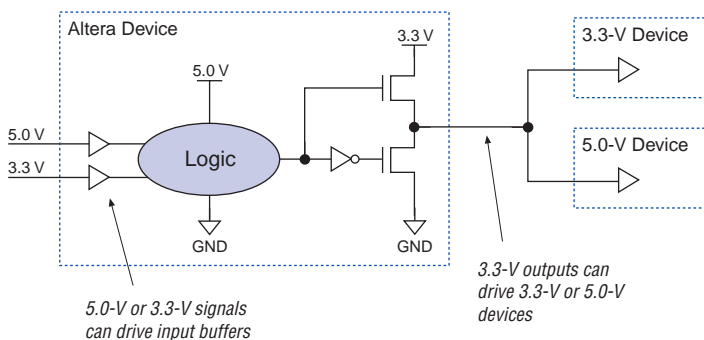 Altera Device
3.3 V
3.3-V Device
5.0 V
5.0 V
3.3 V
Logic
5.0-V Device
GND
GND
5.0-V or 3.3-V signals
can drive input buffers
3.3-V outputs can
drive 3.3-V or 5.0-V
devices